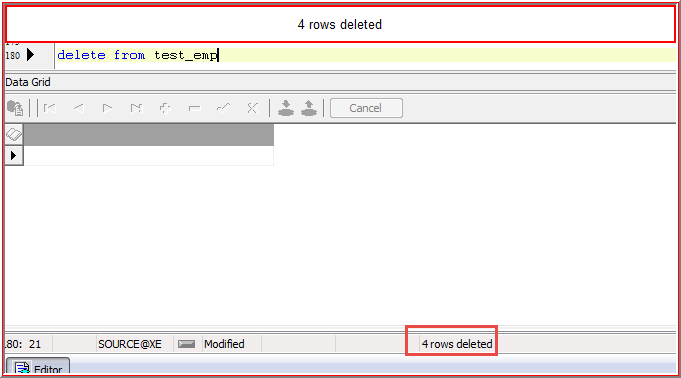 4 rows deleted
180 delete from test_emp
Data Grid
Cancel
180: 21 SOURCE@XE Modified 4 rows deleted
Editor